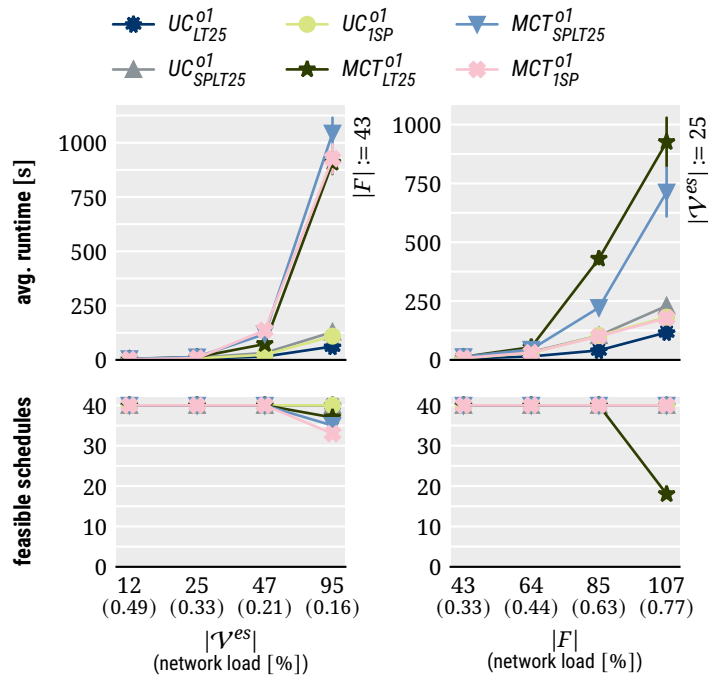 UC^{o1}_{LT25} UC^{o1}_{1SP} MCT^{o1}_{SPLT25}
UC^{o1}_{SPLT25} MCT^{o1}_{LT25} MCT^{o1}_{1SP}
avg. runtime [s]
1000
750
500
250
0
|F| := 43
1000
750
500
250
0
|𝒱^{es}| := 25
feasible schedules
40
30
20
10
0
12 25 47 95
(0.49) (0.33) (0.21) (0.16)
|𝒱^{es}|
(network load [%])
40
30
20
10
0
43 64 85 107
(0.33) (0.44) (0.63) (0.77)
|F|
(network load [%])